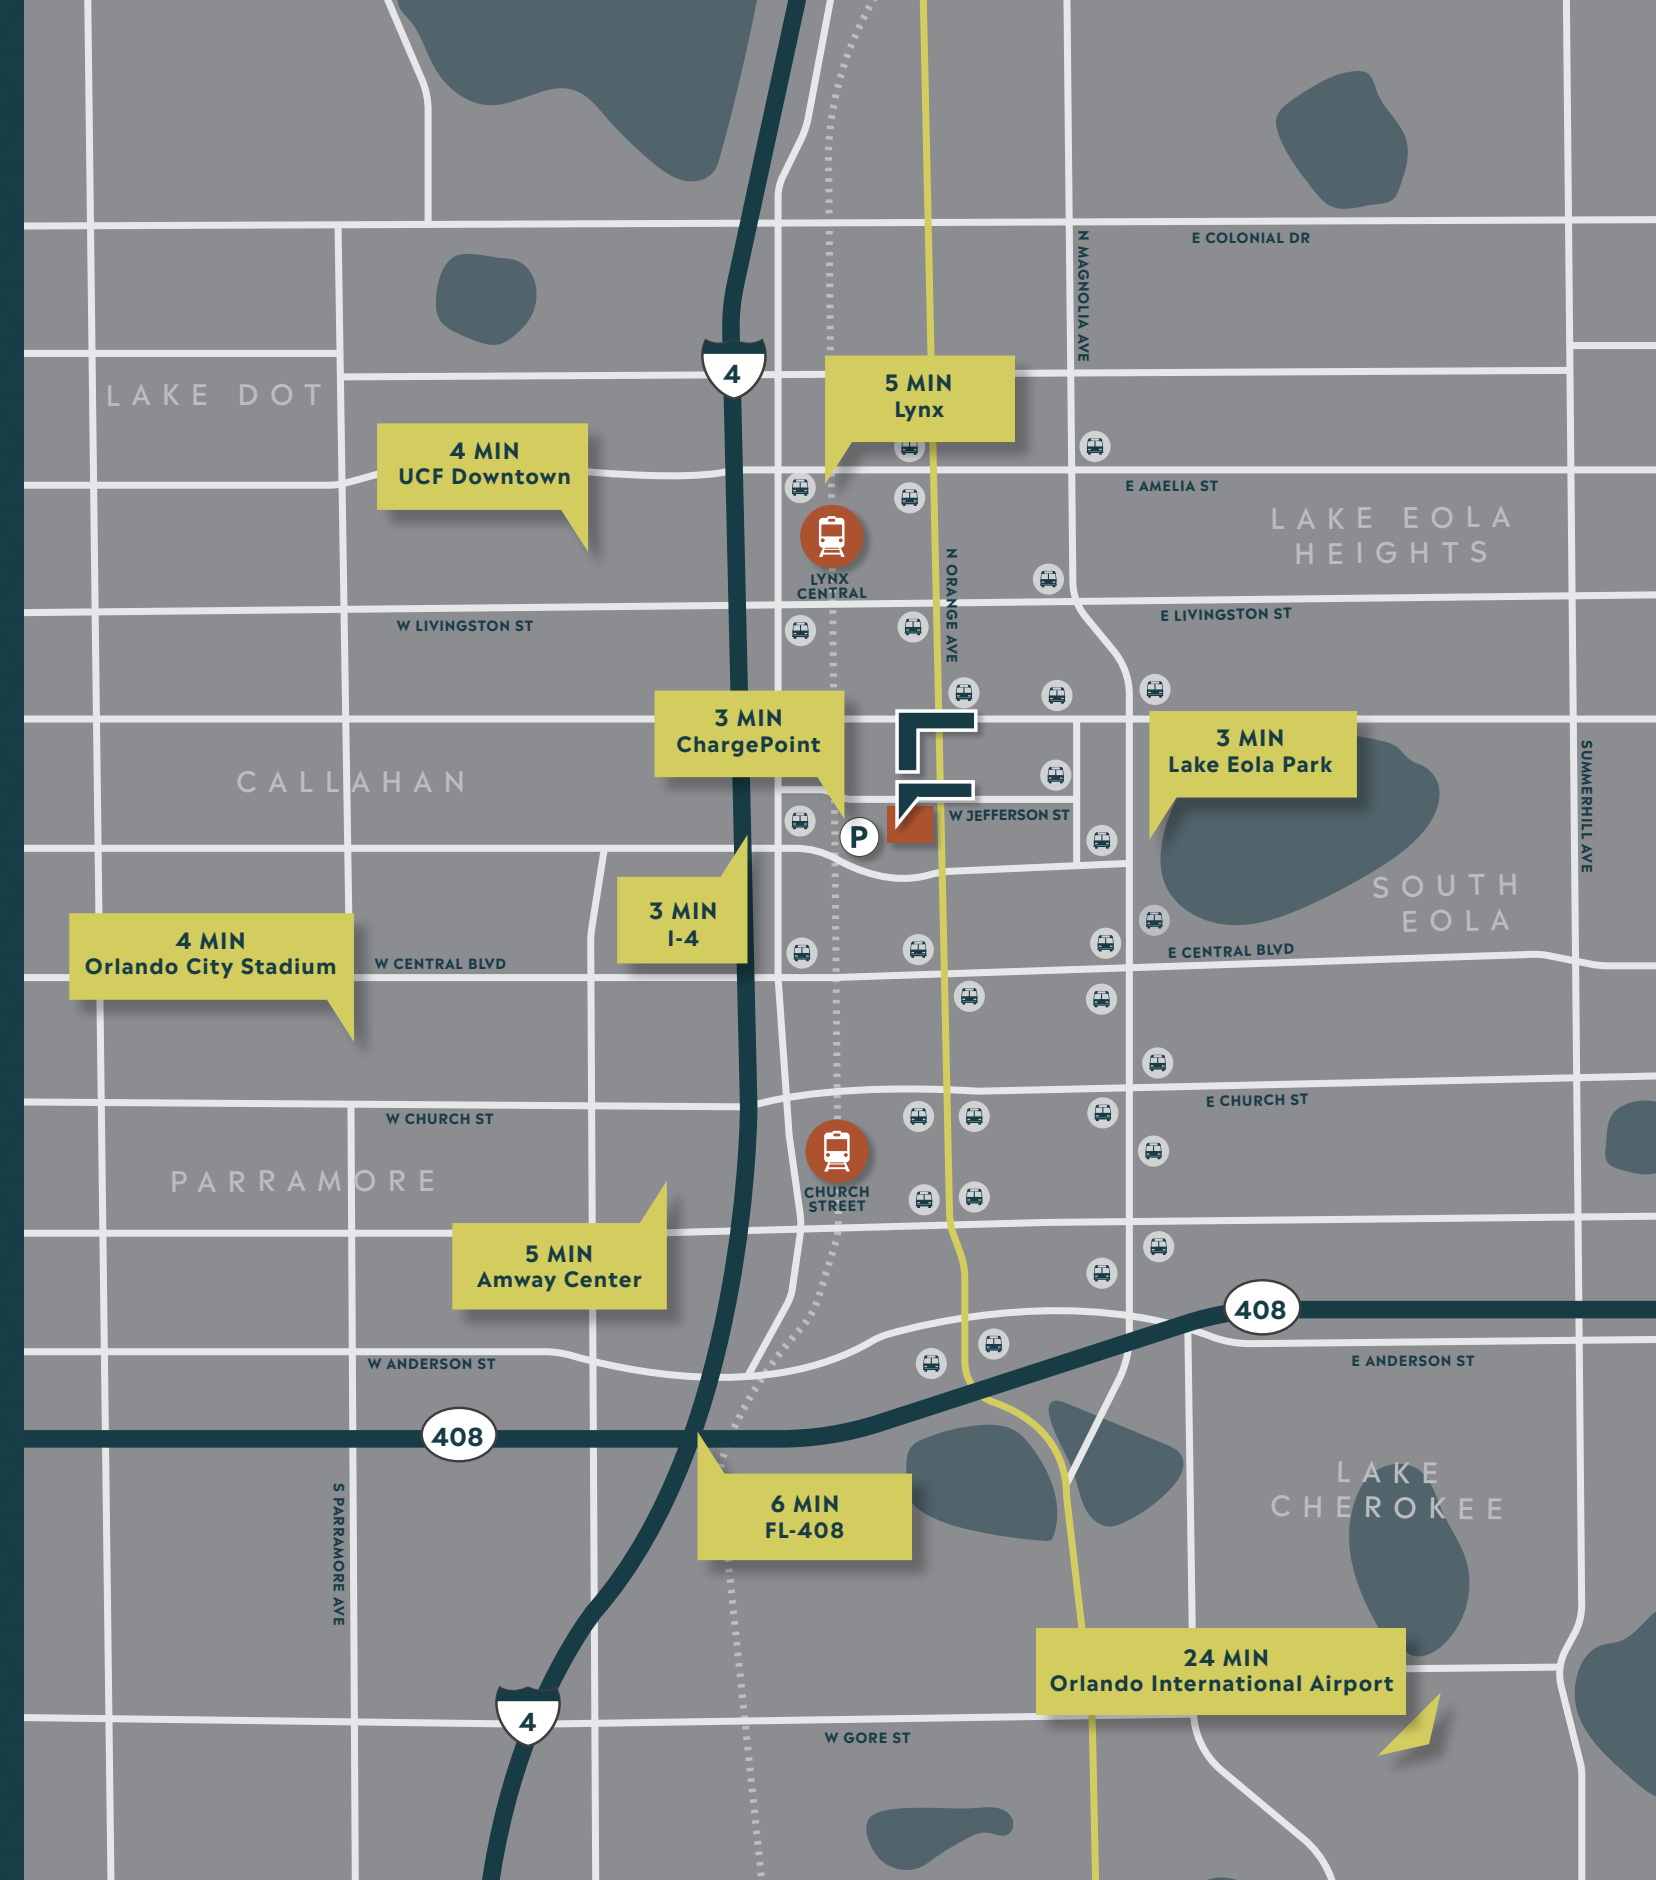 E COLONIAL DR
N MAGNOLIA AVE
4
5 MIN
Lynx
LAKE DOT
4 MIN
UCF Downtown
E AMELIA ST
LAKE EOLA
HEIGHTS
LYNX
CENTRAL
N ORANGE AVE
W LIVINGSTON ST
E LIVINGSTON ST
3 MIN
ChargePoint
3 MIN
Lake Eola Park
CALLAHAN
SUMMERHILL AVE
W JEFFERSON ST
P
3 MIN
I-4
SOUTH
EOLA
4 MIN
Orlando City Stadium
W CENTRAL BLVD
E CENTRAL BLVD
W CHURCH ST
E CHURCH ST
PARRAMORE
CHURCH
STREET
5 MIN
Amway Center
408
W ANDERSON ST
E ANDERSON ST
408
LAKE
CHEROKEE
S PARRAMORE AVE
6 MIN
FL-408
24 MIN
Orlando International Airport
4
W GORE ST